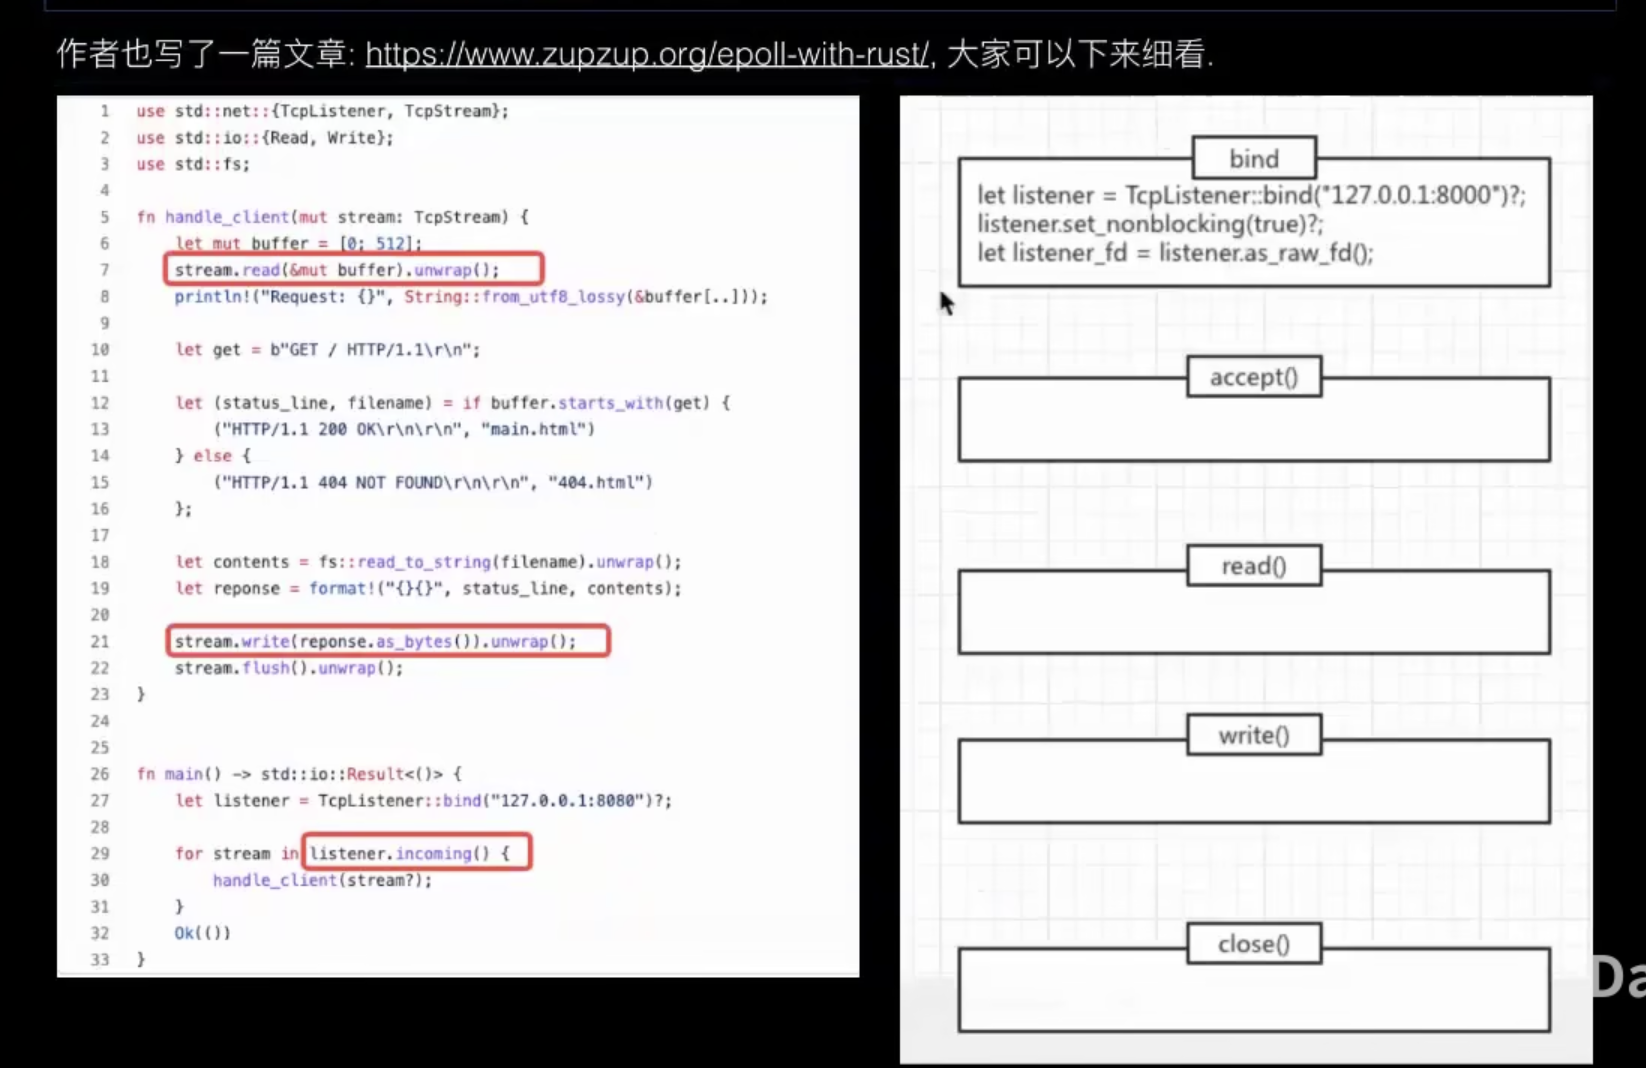 作者也写了一篇文章: https://www.zupzup.org/epoll-with-rust/, 大家可以下来细看.
1 use std::net::{TcpListener, TcpStream};
2 use std::io::{Read, Write};
3 use std::fs;
4
5 fn handle_client(mut stream: TcpStream) {
6 let mut buffer = [0; 512];
7 stream.read(&mut buffer).unwrap();
8 println!("Request: {}", String::from_utf8_lossy(&buffer[..]));
9
10 let get = b"GET / HTTP/1.1\r\n";
11
12 let (status_line, filename) = if buffer.starts_with(get) {
13 ("HTTP/1.1 200 OK\r\n\r\n", "main.html")
14 } else {
15 ("HTTP/1.1 404 NOT FOUND\r\n\r\n", "404.html")
16 };
17
18 let contents = fs::read_to_string(filename).unwrap();
19 let reponse = format!("{}{}", status_line, contents);
20
21 stream.write(reponse.as_bytes()).unwrap();
22 stream.flush().unwrap();
23 }
24
25
26 fn main() -> std::io::Result<()> {
27 let listener = TcpListener::bind("127.0.0.1:8080")?;
28
29 for stream in listener.incoming() {
30 handle_client(stream?);
31 }
32 Ok(())
33 }
bind
let listener = TcpListener::bind("127.0.0.1:8000")?;
listener.set_nonblocking(true)?;
let listener_fd = listener.as_raw_fd();
accept()
read()
write()
close()
Da